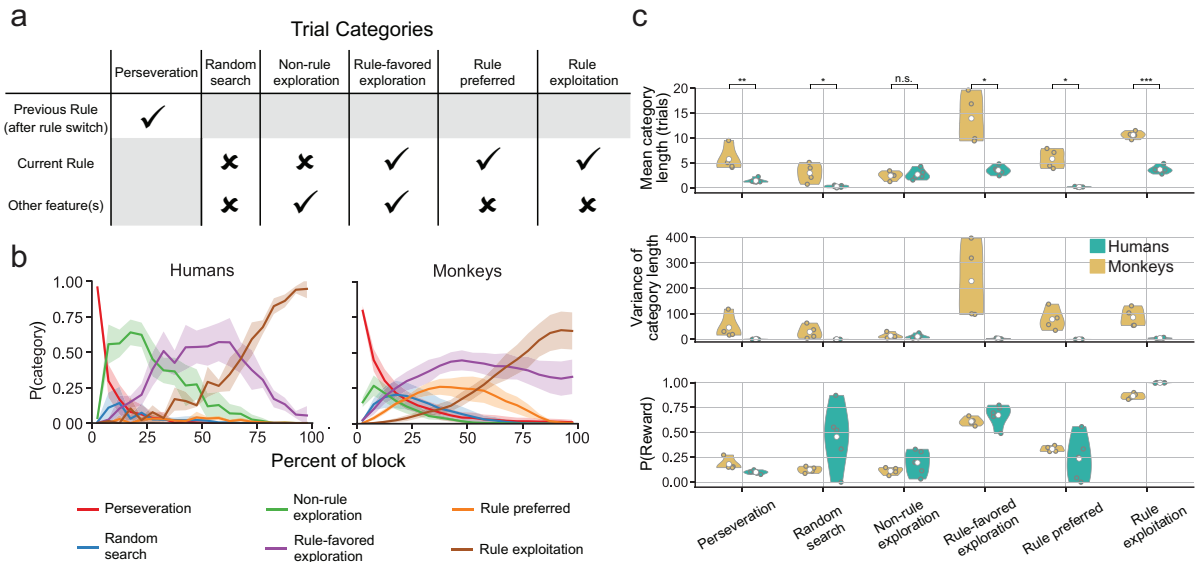 a
Trial Categories
Perseveration
Random
search
Non-rule
exploration
Rule-favored
exploration
Rule
preferred
Rule
exploitation
Previous Rule
(after rule switch)
Current Rule
Other feature(s)
b
Humans
Monkeys
P(category)
1.00
0.75
0.50
0.25
0.00
0
25
50
75
100
0
25
50
75
100
Percent of block
Perseveration
Non-rule
exploration
Rule preferred
Random
search
Rule-favored
exploration
Rule exploitation
c
**
*
n.s.
*
*
***
Mean category
length (trials)
20
15
10
5
0
Variance of
category length
400
300
200
100
0
Humans
Monkeys
P(Reward)
1.00
0.75
0.50
0.25
0.00
Perseveration
Random
search
Non-rule
exploration
Rule-favored
exploration
Rule preferred
Rule
exploitation